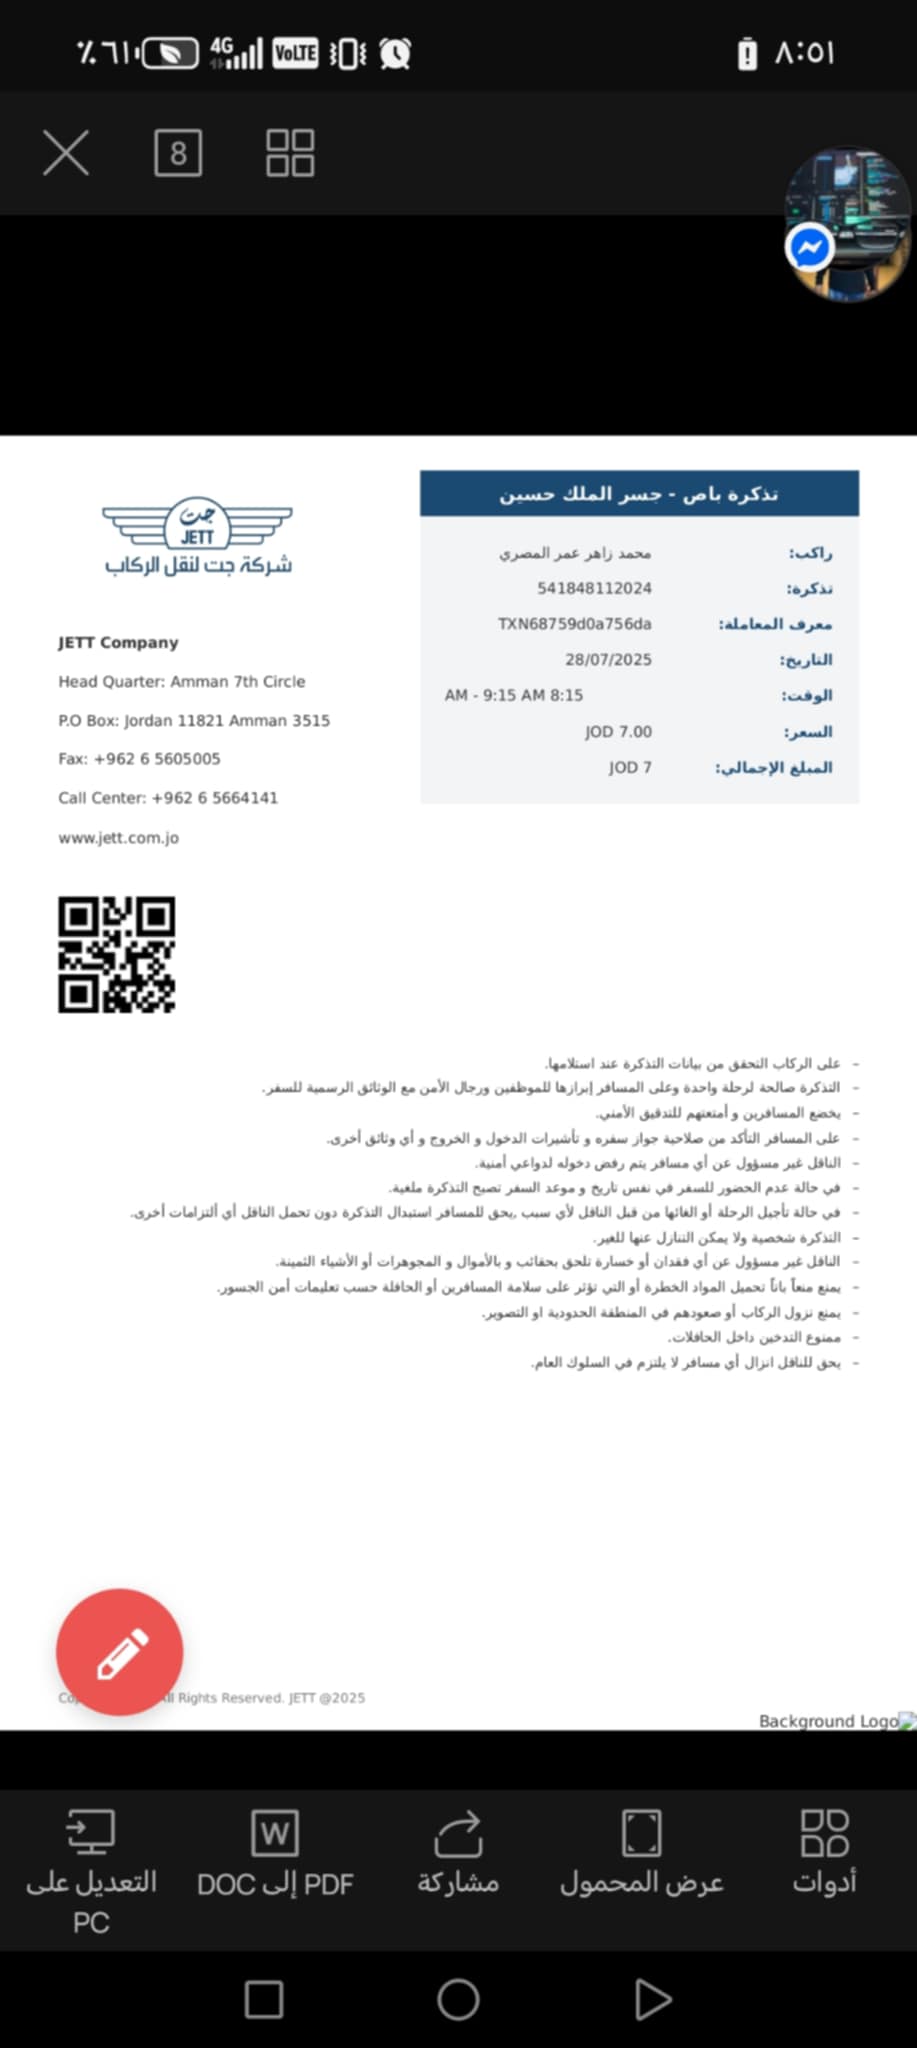 ٪٦١
4G
VoLTE
٨:٥١
8
تذكرة باص - جسر الملك حسين
راكب: محمد زاهر عمر المصري
تذكرة: 541848112024
معرف المعاملة: TXN68759d0a756da
التاريخ: 28/07/2025
الوقت: AM - 9:15 AM 8:15
السعر: JOD 7.00
المبلغ الإجمالي: JOD 7
جت
JETT
شركة جت لنقل الركاب
JETT Company
Head Quarter: Amman 7th Circle
P.O Box: Jordan 11821 Amman 3515
Fax: +962 6 5605005
Call Center: +962 6 5664141
www.jett.com.jo
- على الركاب التحقق من بيانات التذكرة عند استلامها.
- التذكرة صالحة لرحلة واحدة وعلى المسافر إبرازها للموظفين ورجال الأمن مع الوثائق الرسمية للسفر.
- يخضع المسافرين و أمتعتهم للتدقيق الأمني.
- على المسافر التأكد من صلاحية جواز سفره و تأشيرات الدخول و الخروج و أي وثائق أخرى.
- الناقل غير مسؤول عن أي مسافر يتم رفض دخوله لدواعي أمنية.
- في حالة عدم الحضور للسفر في نفس تاريخ و موعد السفر تصبح التذكرة ملغية.
- في حالة تأجيل الرحلة أو الغائها من قبل الناقل لأي سبب ,يحق للمسافر استبدال التذكرة دون تحمل الناقل أي ألتزامات أخرى.
- التذكرة شخصية ولا يمكن التنازل عنها للغير.
- الناقل غير مسؤول عن أي فقدان أو خسارة تلحق بحقائب و بالأموال و المجوهرات أو الأشياء الثمينة.
- يمنع منعاً باتاً تحميل المواد الخطرة أو التي تؤثر على سلامة المسافرين أو الحافلة حسب تعليمات أمن الجسور.
- يمنع نزول الركاب أو صعودهم في المنطقة الحدودية او التصوير.
- ممنوع التدخين داخل الحافلات.
- يحق للناقل انزال أي مسافر لا يلتزم في السلوك العام.
Rights Reserved. JETT @2025
Background Logo
أدوات
عرض المحمول
مشاركة
PDF إلى DOC
W
التعديل على
PC